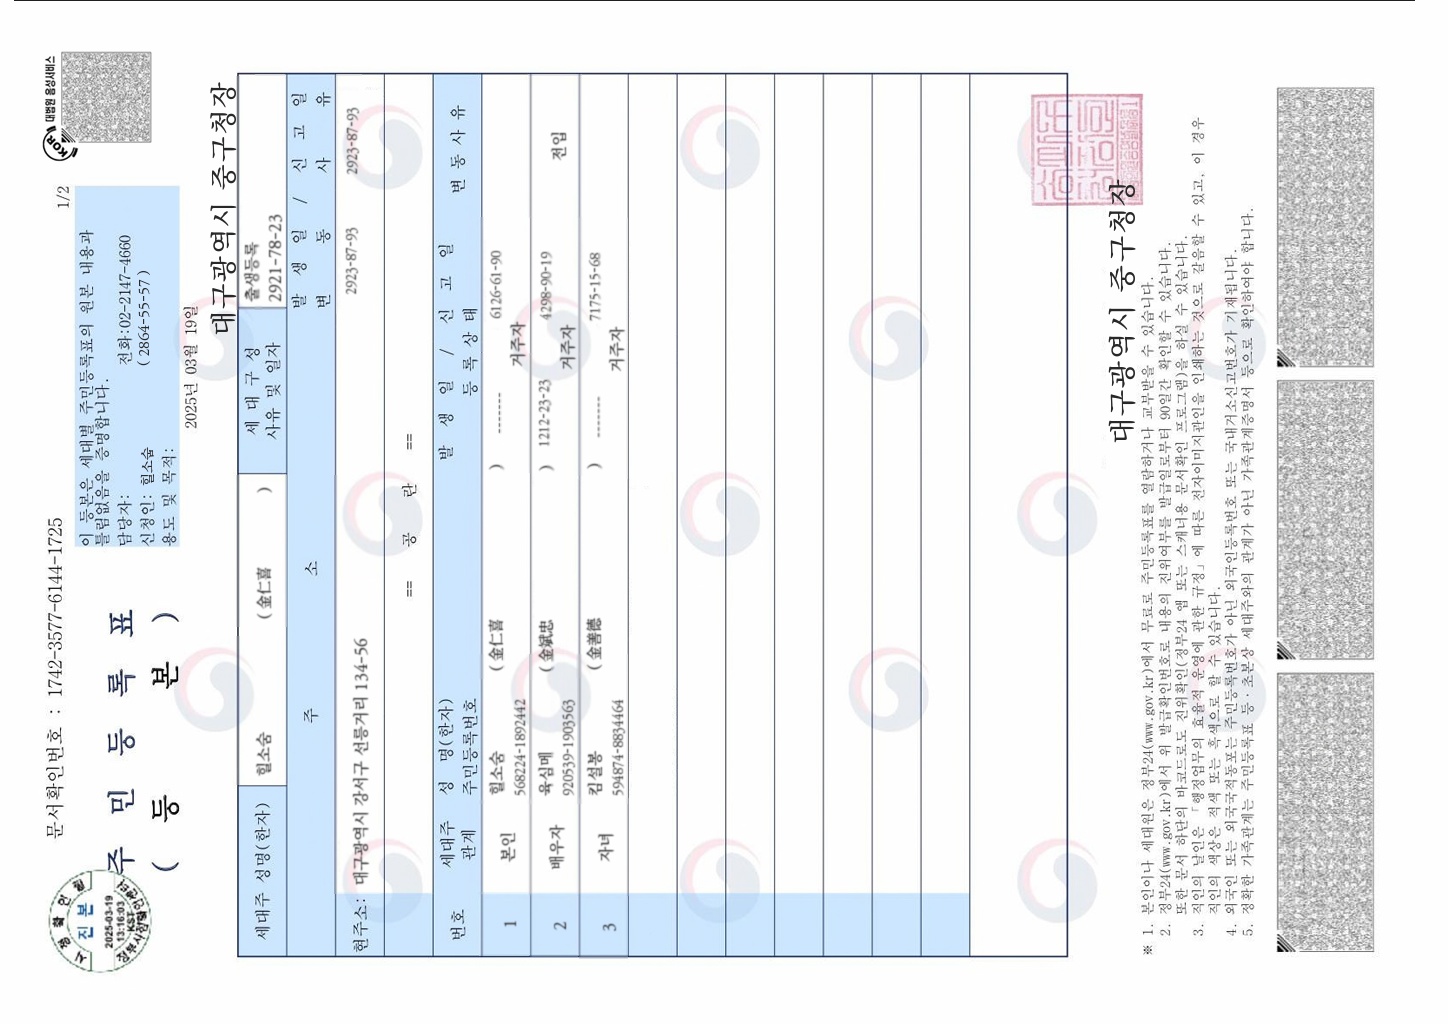 문서확인번호 : 1742-3577-6144-1725
1/2
대법원 음성서비스
KOR
주 민 등 록 표
( 등 본 )
이 등본은 세대별 주민등록표의 원본 내용과
틀림없음을 증명합니다.
담당자: 전화:02-2147-4660
신청인: 힐소숨 ( 2864-55-57 )
용도 및 목적:
2025년 03월 19일
대구광역시 중구청장
진 본
2025-03-19
13:16:03
KST
세대주 성명(한자) 힐소숨 ( 金仁喜 ) 세 대 구 성 출생등록
사유 및 일자 2921-78-23
주 소 발 생 일 / 신 고 일
변 동 사 유
현주소: 대구광역시 강서구 선릉거리 134-56 2923-87-93 2923-87-93
== 공 란 ==
번호 세대주 성 명(한자) 발 생 일 / 신 고 일 변 동 사 유
관계 주민등록번호 등 록 상 태
1 본인 힐소숨 ( 金仁喜 ) ------- 6126-61-90
568224-1892442 거주자
2 배우자 육심메 ( 金斌忠 ) 1212-23-23 4298-90-19 전입
920539-1903563 거주자
3 자녀 킴설봉 ( 金善德 ) ------- 7175-15-68
594874-8834464 거주자
대구광역시 중구청장
※ 1. 본인이나 세대원은 정부24(www.gov.kr)에서 무료로 주민등록표를 열람하거나 교부받을 수 있습니다.
2. 정부24(www.gov.kr)에서 위 발급확인번호로 내용의 진위여부를 발급일로부터 90일간 확인할 수 있습니다.
또한 문서 하단의 바코드로도 진위확인(정부24 앱 또는 스캐너용 문서확인 프로그램)을 하실 수 있습니다.
3. 직인의 날인은 「행정업무의 효율적 운영에 관한 규정」에 따른 전자이미지관인을 인쇄하는 것으로 갈음할 수 있고, 이 경우
직인의 색상은 적색 또는 흑색으로 할 수 있습니다.
4. 외국인 또는 외국국적동포는 주민등록번호가 아닌 외국인등록번호 또는 국내거소신고번호가 기재됩니다.
5. 정확한 가족관계는 주민등록표 등·초본상 세대주와의 관계가 아닌 가족관계증명서 등으로 확인하여야 합니다.